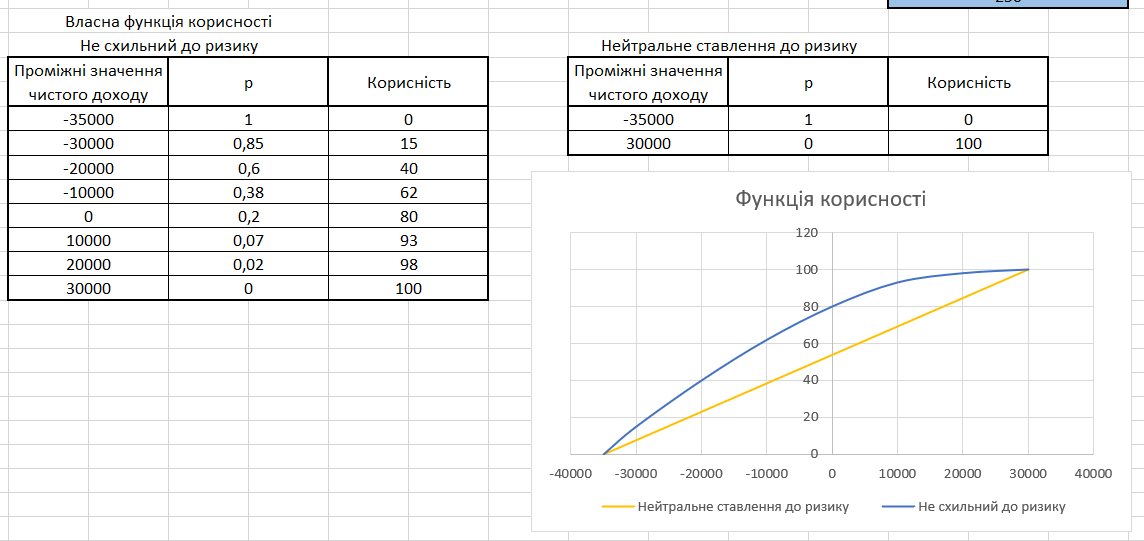 Власна функція корисності
Не схильний до ризику
Проміжні значення чистого доходу	p	Корисність
-35000	1	0
-30000	0,85	15
-20000	0,6	40
-10000	0,38	62
0	0,2	80
10000	0,07	93
20000	0,02	98
30000	0	100
Нейтральне ставлення до ризику
Проміжні значення чистого доходу	p	Корисність
-35000	1	0
30000	0	100
Функція корисності
120
100
80
60
40
20
0
-40000 -30000 -20000 -10000 0 10000 20000 30000 40000
Нейтральне ставлення до ризику Не схильний до ризику